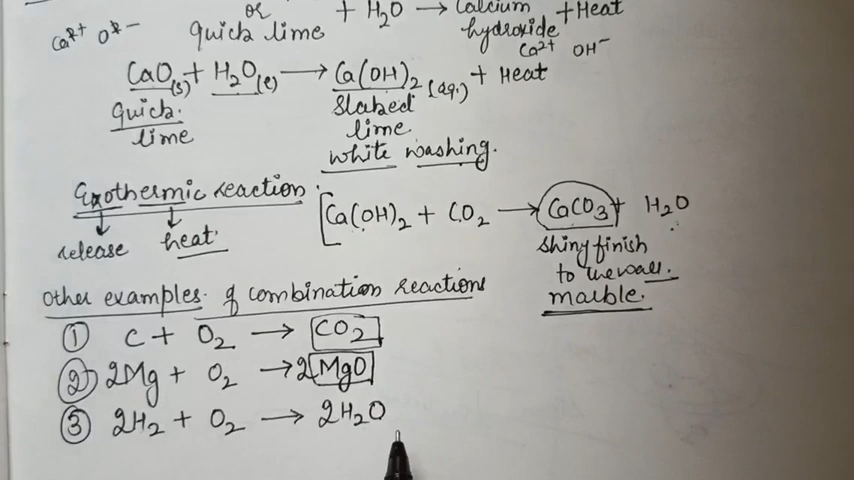 or
quick lime + H₂O → Calcium hydroxide + Heat
Ca²⁺ O²⁻
Ca²⁺ OH⁻
CaO(s) + H₂O(l) → Ca(OH)₂(aq.) + Heat
Quick lime
Slaked lime
white washing.
Exothermic reaction.
release heat.
Ca(OH)₂ + CO₂ → CaCO₃ + H₂O
shiny finish
to the wall.
marble.
Other examples of combination reactions
① C + O₂ → CO₂
② 2Mg + O₂ → 2MgO
③ 2H₂ + O₂ → 2H₂O